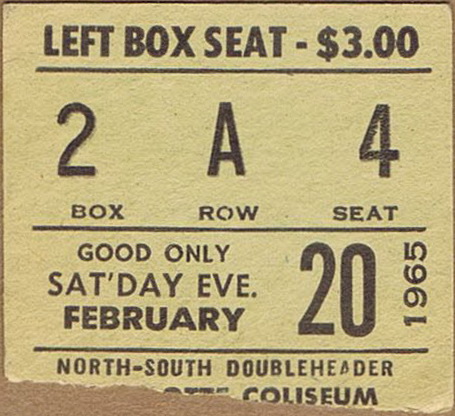 LEFT BOX SEAT - $3.00
2 A 4
BOX ROW SEAT
GOOD ONLY
SAT'DAY EVE.
FEBRUARY
20
1965
NORTH-SOUTH DOUBLEHEADER
COLISEUM